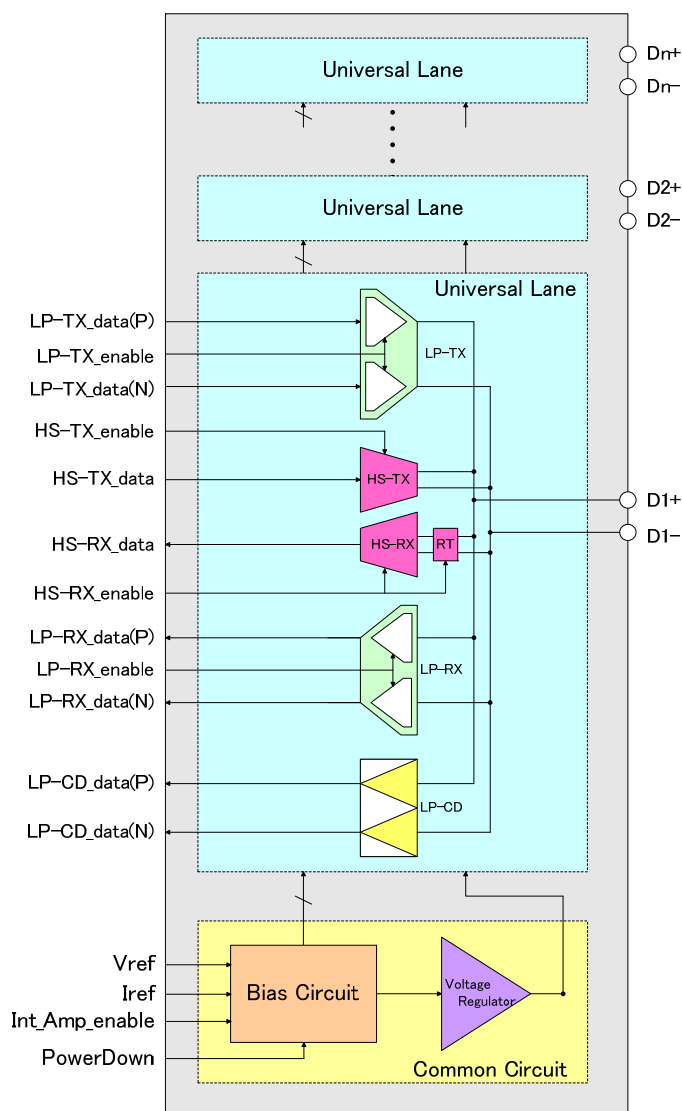 Universal Lane
Dn+
Dn-
Universal Lane
D2+
D2-
Universal Lane
LP-TX_data(P)
LP-TX_enable
LP-TX
LP-TX_data(N)
HS-TX_enable
HS-TX_data
HS-TX
D1+
HS-RX_data
HS-RX
RT
D1-
HS-RX_enable
LP-RX_data(P)
LP-RX_enable
LP-RX
LP-RX_data(N)
LP-CD_data(P)
LP-CD
LP-CD_data(N)
Vref
Iref
Int_Amp_enable
PowerDown
Bias Circuit
Voltage
Regulator
Common Circuit